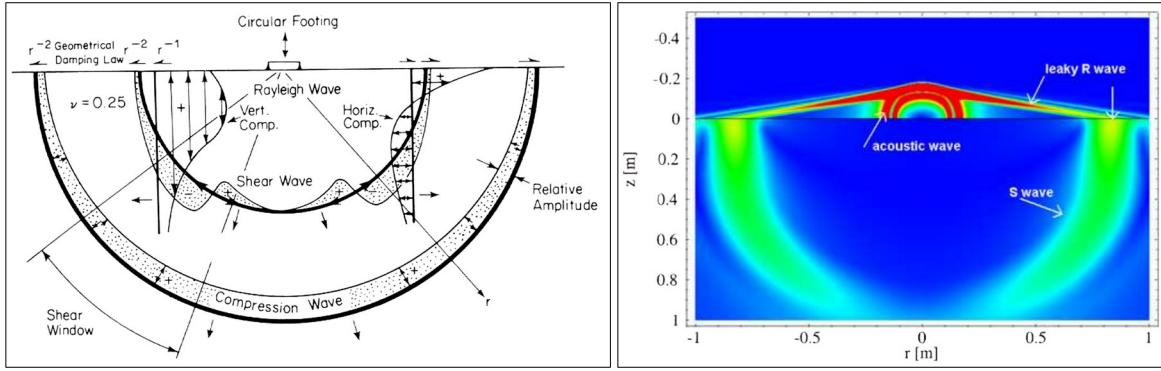 Circular Footing
r⁻² Geometrical Damping Law
r⁻²
r⁻¹
ν = 0.25
+
Vert.
Comp.
Rayleigh Wave
Horiz.
Comp.
+
Shear Wave
-
+
+
-
Relative
Amplitude
+
+
Compression Wave
r
Shear
Window
-0.4
-0.2
0
0.2
0.4
0.6
0.8
1
z [m]
leaky R wave
acoustic wave
S wave
-1
-0.5
0
0.5
1
r [m]